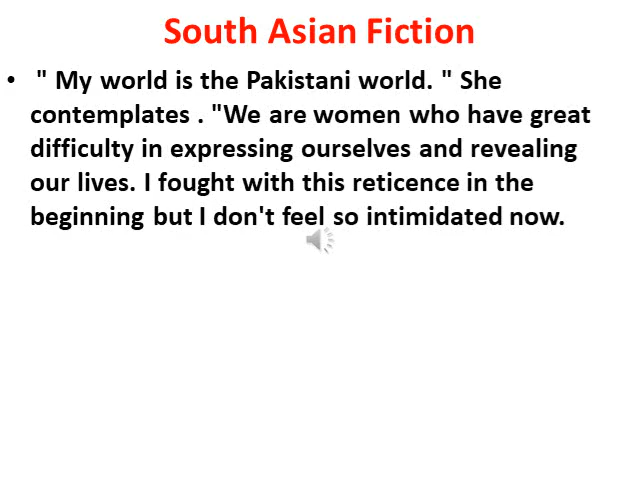 South Asian Fiction
• " My world is the Pakistani world. " She
contemplates . "We are women who have great
difficulty in expressing ourselves and revealing
our lives. I fought with this reticence in the
beginning but I don't feel so intimidated now.